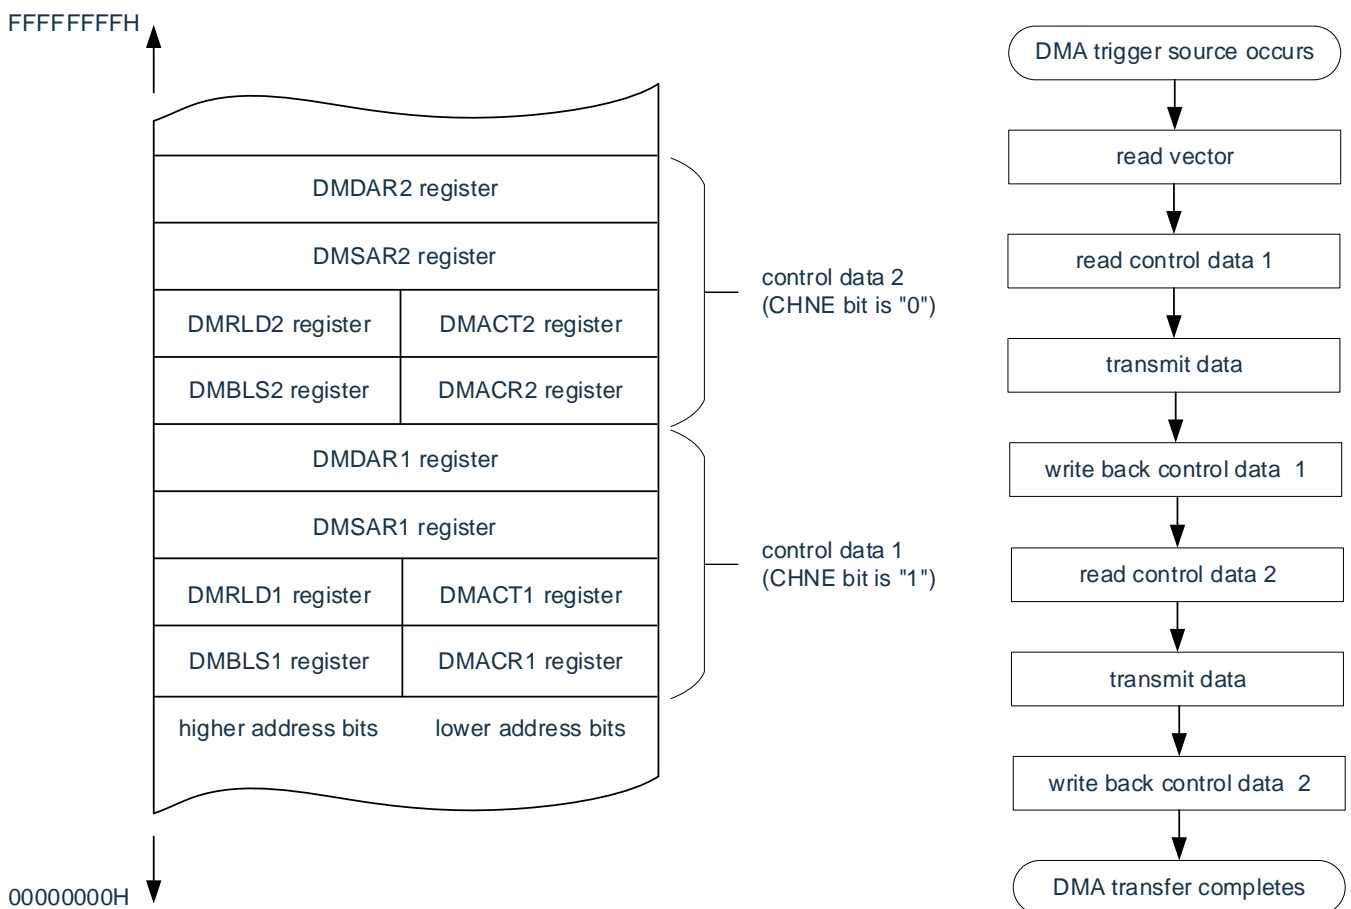 FFFFFFFFH
DMDAR2 register
DMSAR2 register
DMRLD2 register
DMACT2 register
DMBLS2 register
DMACR2 register
control data 2
(CHNE bit is "0")
DMDAR1 register
DMSAR1 register
DMRLD1 register
DMACT1 register
DMBLS1 register
DMACR1 register
control data 1
(CHNE bit is "1")
higher address bits
lower address bits
00000000H
DMA trigger source occurs
read vector
read control data 1
transmit data
write back control data 1
read control data 2
transmit data
write back control data 2
DMA transfer completes